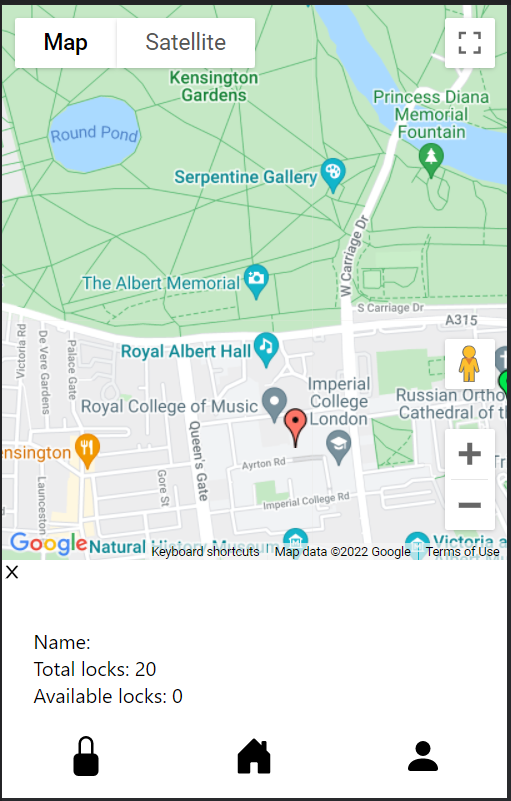 Map
Satellite
Kensington
Gardens
Princess Diana
Memorial
Fountain
Round Pond
Serpentine Gallery
W Carriage Dr
The Albert Memorial
S Carriage Dr
A315
Victoria Rd
De Vere Gardens
Palace Gate
Royal Albert Hall
Imperial
College
London
Royal College of Music
Russian Ortho
Cathedral of th
Queen's Gate
ensington
Ayrton Rd
Gore St
Launceston
Imperial College Rd
Google
Natural History Museum
Keyboard shortcuts
Map data ©2022 Google
Terms of Use
Victoria a
X
Name:
Total locks: 20
Available locks: 0